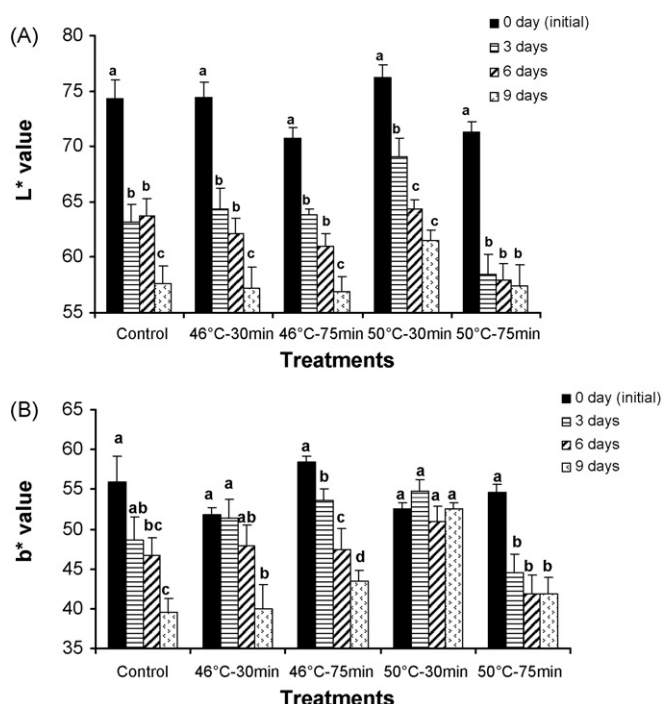 (A)
80
75
70
65
60
55
L* value
a
b
b
c
a
b
b
c
a
b
b
c
a
b
c
c
a
b
b
b
0 day (initial)
3 days
6 days
9 days
Control
46°C-30min
46°C-75min
50°C-30min
50°C-75min
Treatments
(B)
65
60
55
50
45
40
35
b* value
a
ab
bc
c
a
a
ab
b
a
b
c
d
a
a
a
a
a
b
b
b
0 day (initial)
3 days
6 days
9 days
Control
46°C-30min
46°C-75min
50°C-30min
50°C-75min
Treatments